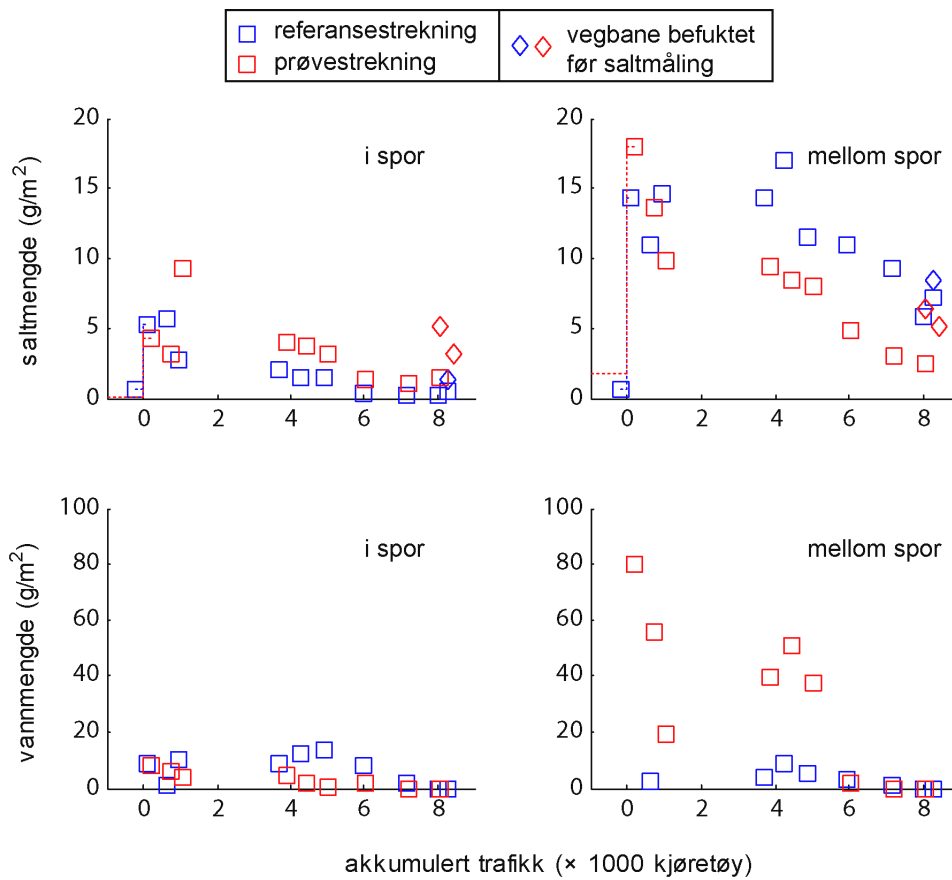 referansestrekning
prøvestrekning
vegbane befuktet
før saltmåling
saltmengde (g/m²)
20
15
10
5
0
i spor
0 2 4 6 8
20
15
10
5
0
mellom spor
0 2 4 6 8
vannmengde (g/m²)
100
80
60
40
20
0
i spor
0 2 4 6 8
100
80
60
40
20
0
mellom spor
0 2 4 6 8
akkumulert trafikk (× 1000 kjøretøy)